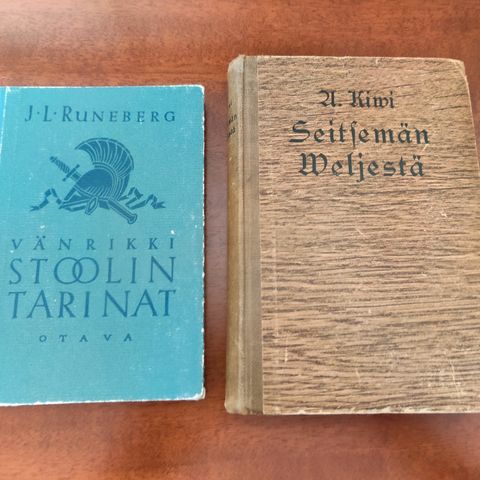 J·L·RUNEBERG
VÄNRIKKI
STOOLIN
TARINAT
OTAVA
A. Kiwi
Seitſemän
Weljestä